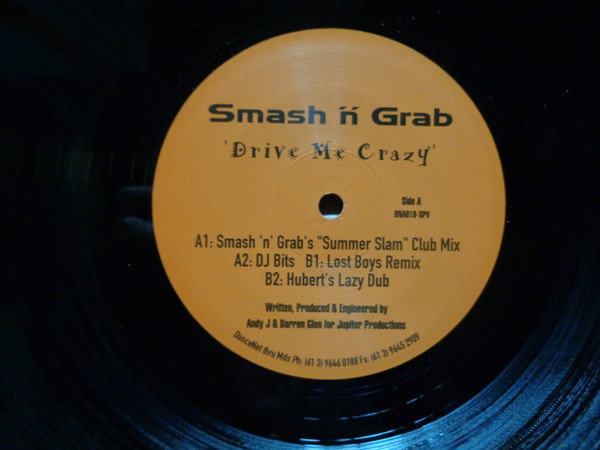 Smash 'n' Grab
'Drive Me Crazy'
Side A
DNA010-SPV
A1: Smash 'n' Grab's "Summer Slam" Club Mix
A2: DJ Bits B1: Lost Boys Remix
B2: Hubert's Lazy Dub
Written, Produced & Engineered by
Andy J & Darren Glen for Jupiter Productions
DanceNet thru Mds Ph: (61 3) 9646 0188 Fx: (61 3) 9645 2909